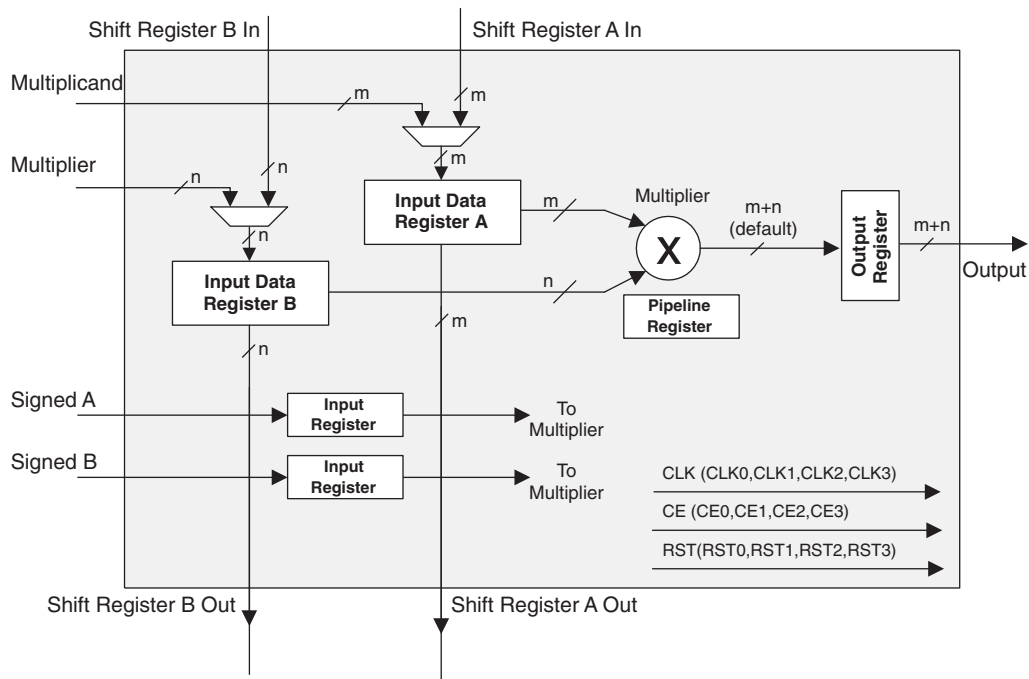 Shift Register B In
Shift Register A In
Multiplicand
m
m
Multiplier
n
n
m
Input Data
Register A
m
Multiplier
m+n
(default)
X
Output
Register
m+n
Output
n
Input Data
Register B
n
Pipeline
Register
m
n
Signed A
Input
Register
To
Multiplier
Signed B
Input
Register
To
Multiplier
CLK (CLK0,CLK1,CLK2,CLK3)
CE (CE0,CE1,CE2,CE3)
RST(RST0,RST1,RST2,RST3)
Shift Register B Out
Shift Register A Out